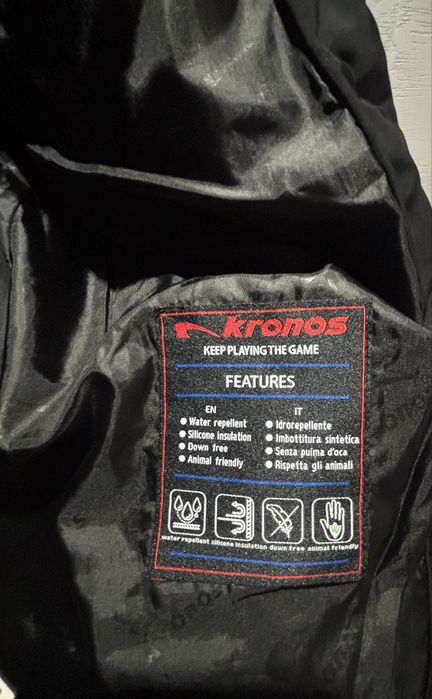 Kronos
KEEP PLAYING THE GAME
FEATURES
EN
Water repellent
Silicone insulation
Down free
Animal friendly
IT
Idrorepellente
Imbottitura sintetica
Senza puima d'oca
Rispetta gli animali
water repellent silicone insulation down free animal friendly